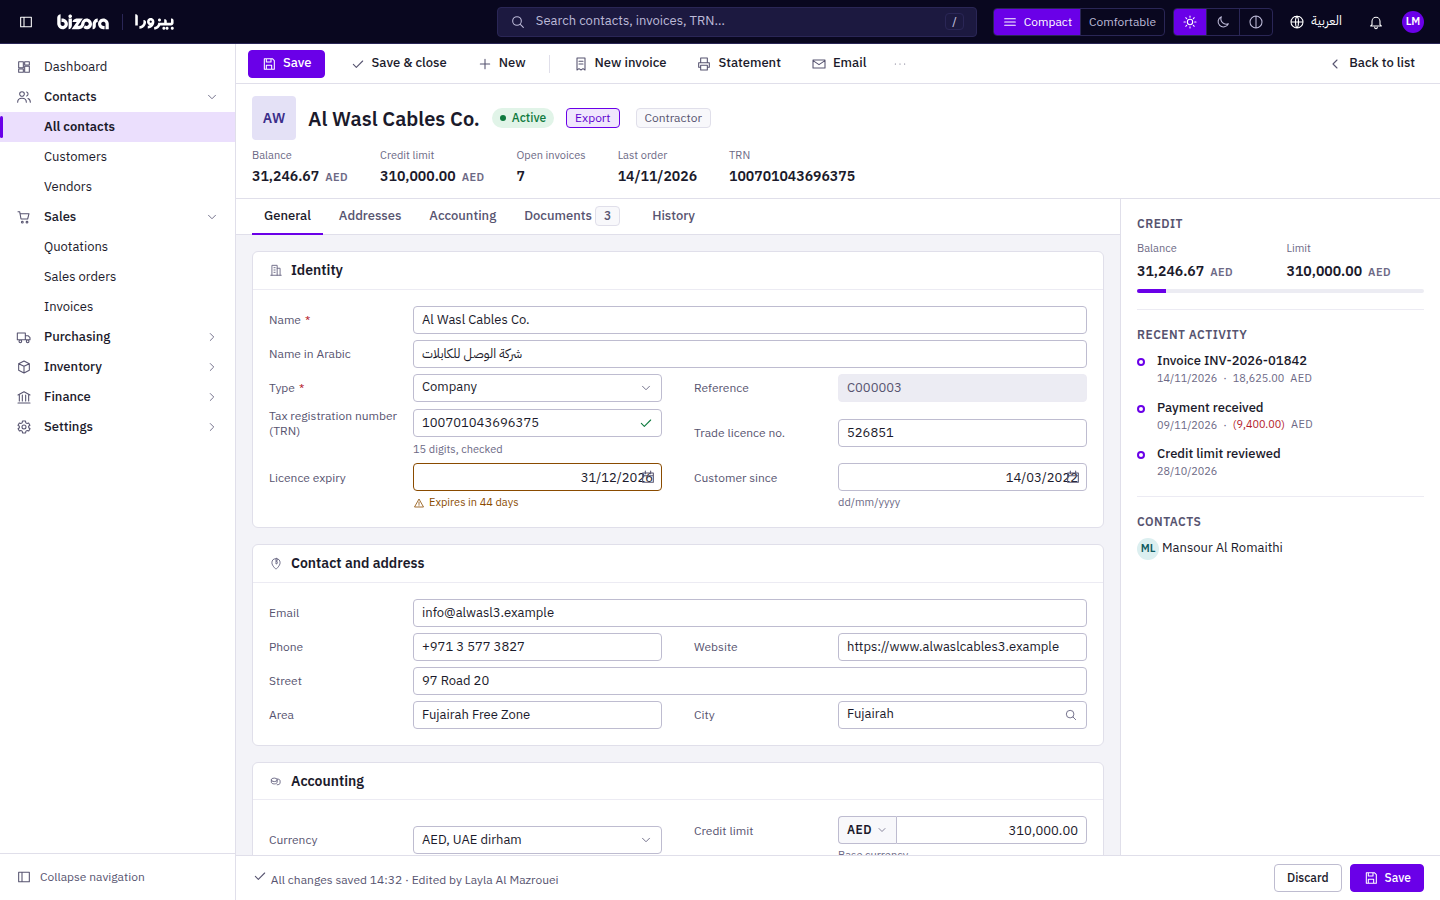 bizora بيزورا
Search contacts, invoices, TRN...
/
Compact
Comfortable
العربية
LM
Dashboard
Contacts
All contacts
Customers
Vendors
Sales
Quotations
Sales orders
Invoices
Purchasing
Inventory
Finance
Settings
Collapse navigation
Save
Save & close
New
New invoice
Statement
Email
Back to list
AW
Al Wasl Cables Co.
Active
Export
Contractor
Balance
31,246.67 AED
Credit limit
310,000.00 AED
Open invoices
7
Last order
14/11/2026
TRN
100701043696375
General
Addresses
Accounting
Documents 3
History
Identity
Name *
Al Wasl Cables Co.
Name in Arabic
شركة الوصل للكابلات
Type *
Company
Reference
C000003
Tax registration number
(TRN)
100701043696375
15 digits, checked
Trade licence no.
526851
Licence expiry
31/12/2026
Expires in 44 days
Customer since
14/03/2022
dd/mm/yyyy
Contact and address
Email
info@alwasl3.example
Phone
+971 3 577 3827
Website
https://www.alwaslcables3.example
Street
97 Road 20
Area
Fujairah Free Zone
City
Fujairah
Accounting
Currency
AED, UAE dirham
Credit limit
AED
310,000.00
Base currency
CREDIT
Balance
31,246.67 AED
Limit
310,000.00 AED
RECENT ACTIVITY
Invoice INV-2026-01842
14/11/2026 · 18,625.00 AED
Payment received
09/11/2026 · (9,400.00) AED
Credit limit reviewed
28/10/2026
CONTACTS
ML Mansour Al Romaithi
All changes saved 14:32 · Edited by Layla Al Mazrouei
Discard
Save